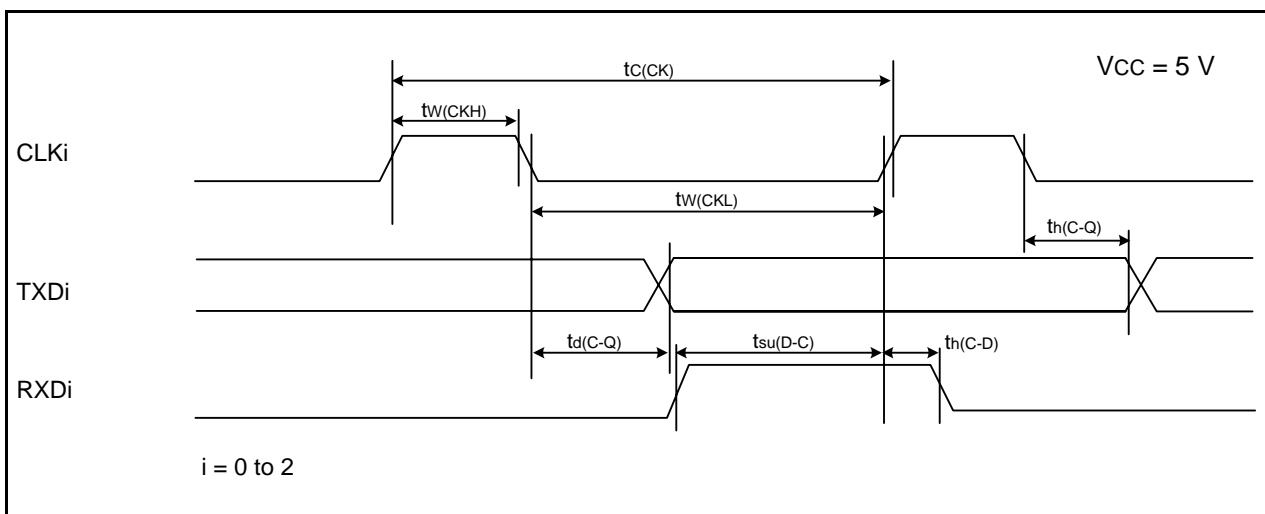 VCC = 5 V
tC(CK)
tW(CKH)
CLKi
tW(CKL)
th(C-Q)
TXDi
td(C-Q)
tsu(D-C)
th(C-D)
RXDi
i = 0 to 2